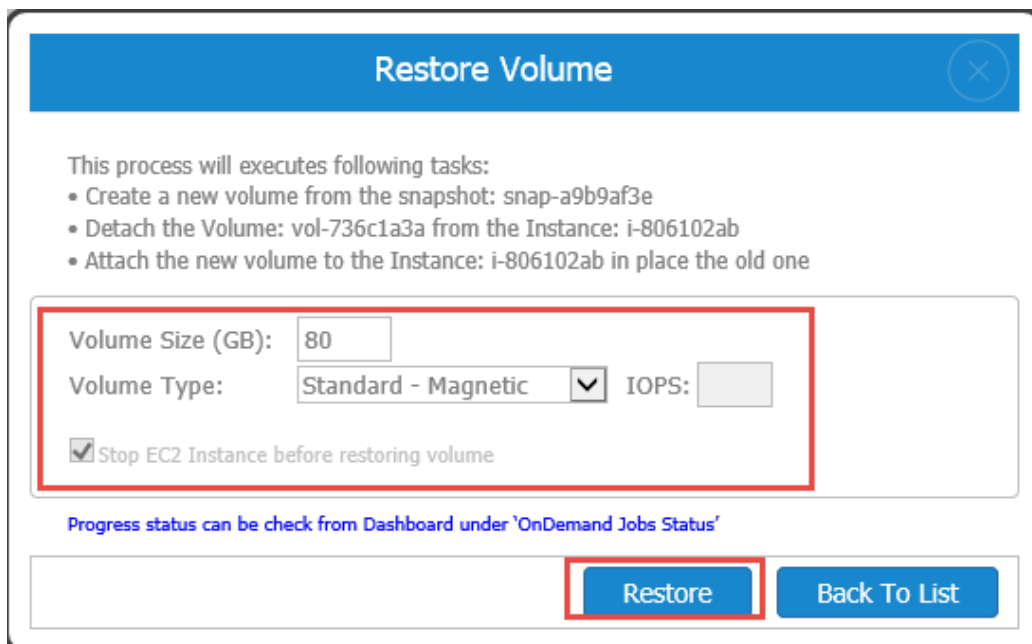 Restore Volume
This process will executes following tasks:
• Create a new volume from the snapshot: snap-a9b9af3e
• Detach the Volume: vol-736c1a3a from the Instance: i-806102ab
• Attach the new volume to the Instance: i-806102ab in place the old one
Volume Size (GB): 80
Volume Type: Standard - Magnetic IOPS:
Stop EC2 Instance before restoring volume
Progress status can be check from Dashboard under 'OnDemand Jobs Status'
Restore Back To List